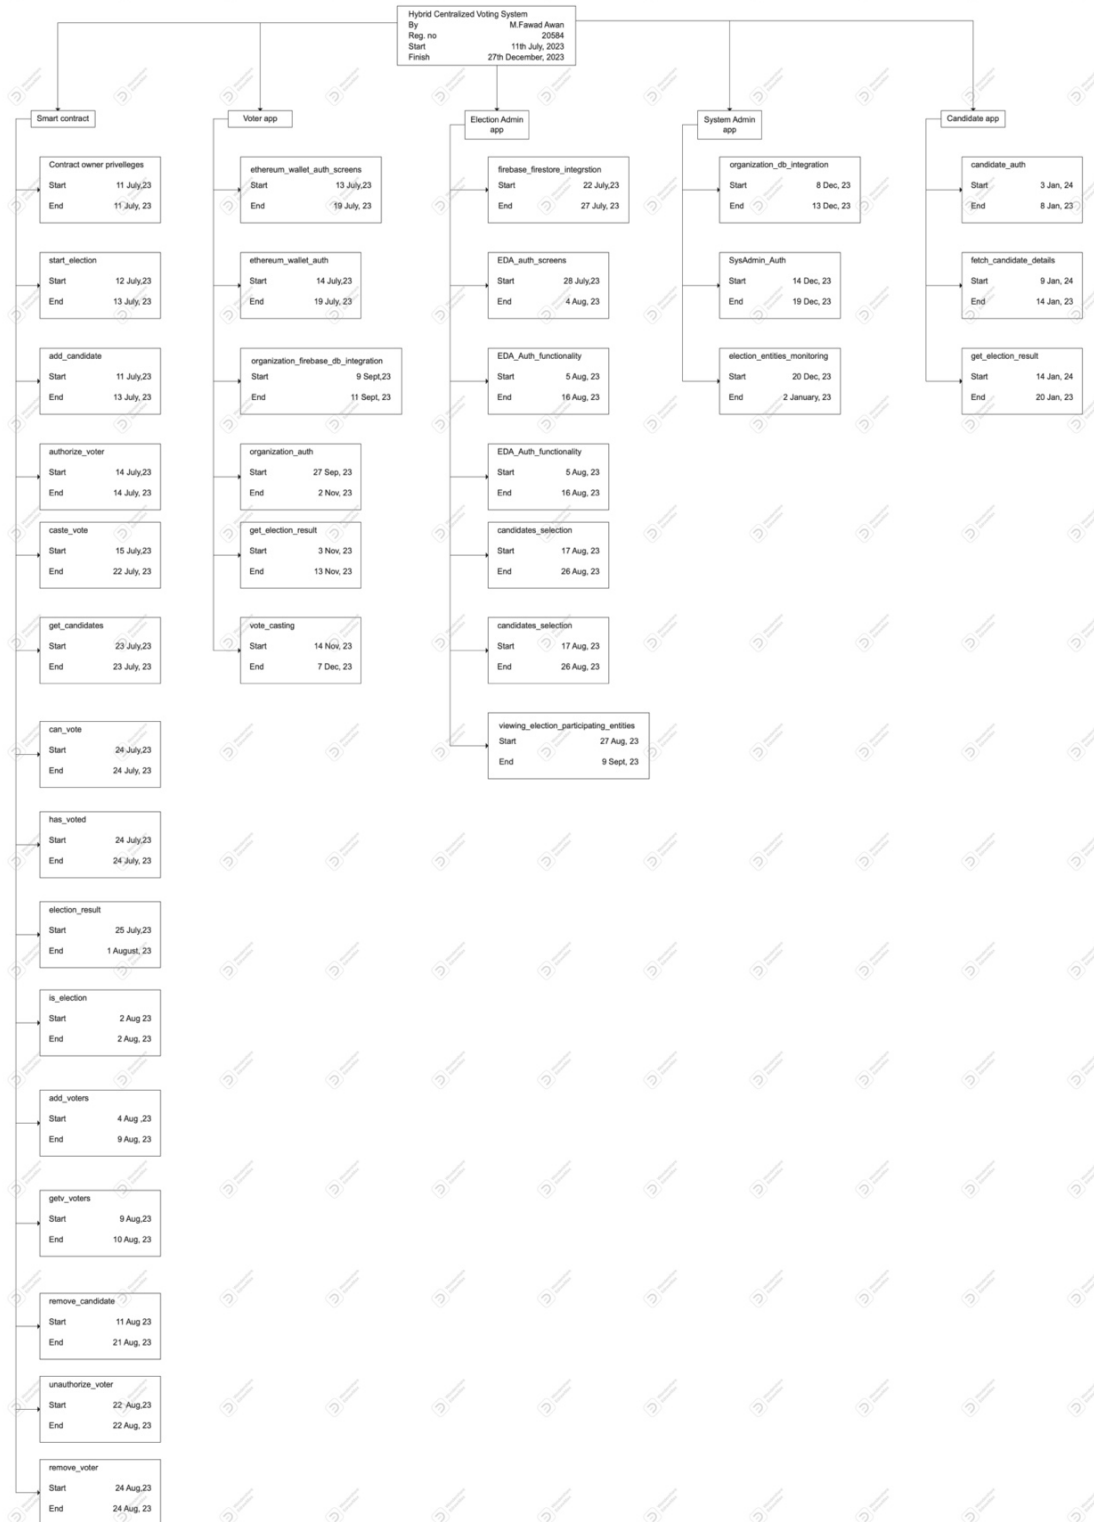 Hybrid Centralized Voting System
By M.Fawad Awan
Reg. no 20584
Start 11th July, 2023
Finish 27th December, 2023
Smart contract
Contract owner privelleges
Start 11 July,23
End 11 July, 23
start_election
Start 12 July,23
End 13 July, 23
add_candidate
Start 11 July,23
End 13 July, 23
authorize_voter
Start 14 July,23
End 14 July, 23
caste_vote
Start 15 July,23
End 22 July, 23
get_candidates
Start 23 July,23
End 23 July, 23
can_vote
Start 24 July,23
End 24 July, 23
has_voted
Start 24 July,23
End 24 July, 23
election_result
Start 25 July,23
End 1 August, 23
is_election
Start 2 Aug 23
End 2 Aug, 23
add_voters
Start 4 Aug ,23
End 9 Aug, 23
getv_voters
Start 9 Aug,23
End 10 Aug, 23
remove_candidate
Start 11 Aug 23
End 21 Aug, 23
unauthorize_voter
Start 22 Aug,23
End 22 Aug, 23
remove_voter
Start 24 Aug,23
End 24 Aug, 23
Voter app
ethereum_wallet_auth_screens
Start 13 July,23
End 19 July, 23
ethereum_wallet_auth
Start 14 July,23
End 19 July, 23
organization_firebase_db_integration
Start 9 Sept,23
End 11 Sept, 23
organization_auth
Start 27 Sep, 23
End 2 Nov, 23
get_election_result
Start 3 Nov, 23
End 13 Nov, 23
vote_casting
Start 14 Nov, 23
End 7 Dec, 23
Election Admin
app
firebase_firestore_integrstion
Start 22 July,23
End 27 July, 23
EDA_auth_screens
Start 28 July,23
End 4 Aug, 23
EDA_Auth_functionality
Start 5 Aug, 23
End 16 Aug, 23
EDA_Auth_functionality
Start 5 Aug, 23
End 16 Aug, 23
candidates_selection
Start 17 Aug, 23
End 26 Aug, 23
candidates_selection
Start 17 Aug, 23
End 26 Aug, 23
viewing_election_participating_entities
Start 27 Aug, 23
End 9 Sept, 23
System Admin
app
organization_db_integration
Start 8 Dec, 23
End 13 Dec, 23
SysAdmin_Auth
Start 14 Dec, 23
End 19 Dec, 23
election_entities_monitoring
Start 20 Dec, 23
End 2 January, 23
Candidate app
candidate_auth
Start 3 Jan, 24
End 8 Jan, 23
fetch_candidate_details
Start 9 Jan, 24
End 14 Jan, 23
get_election_result
Start 14 Jan, 24
End 20 Jan, 23